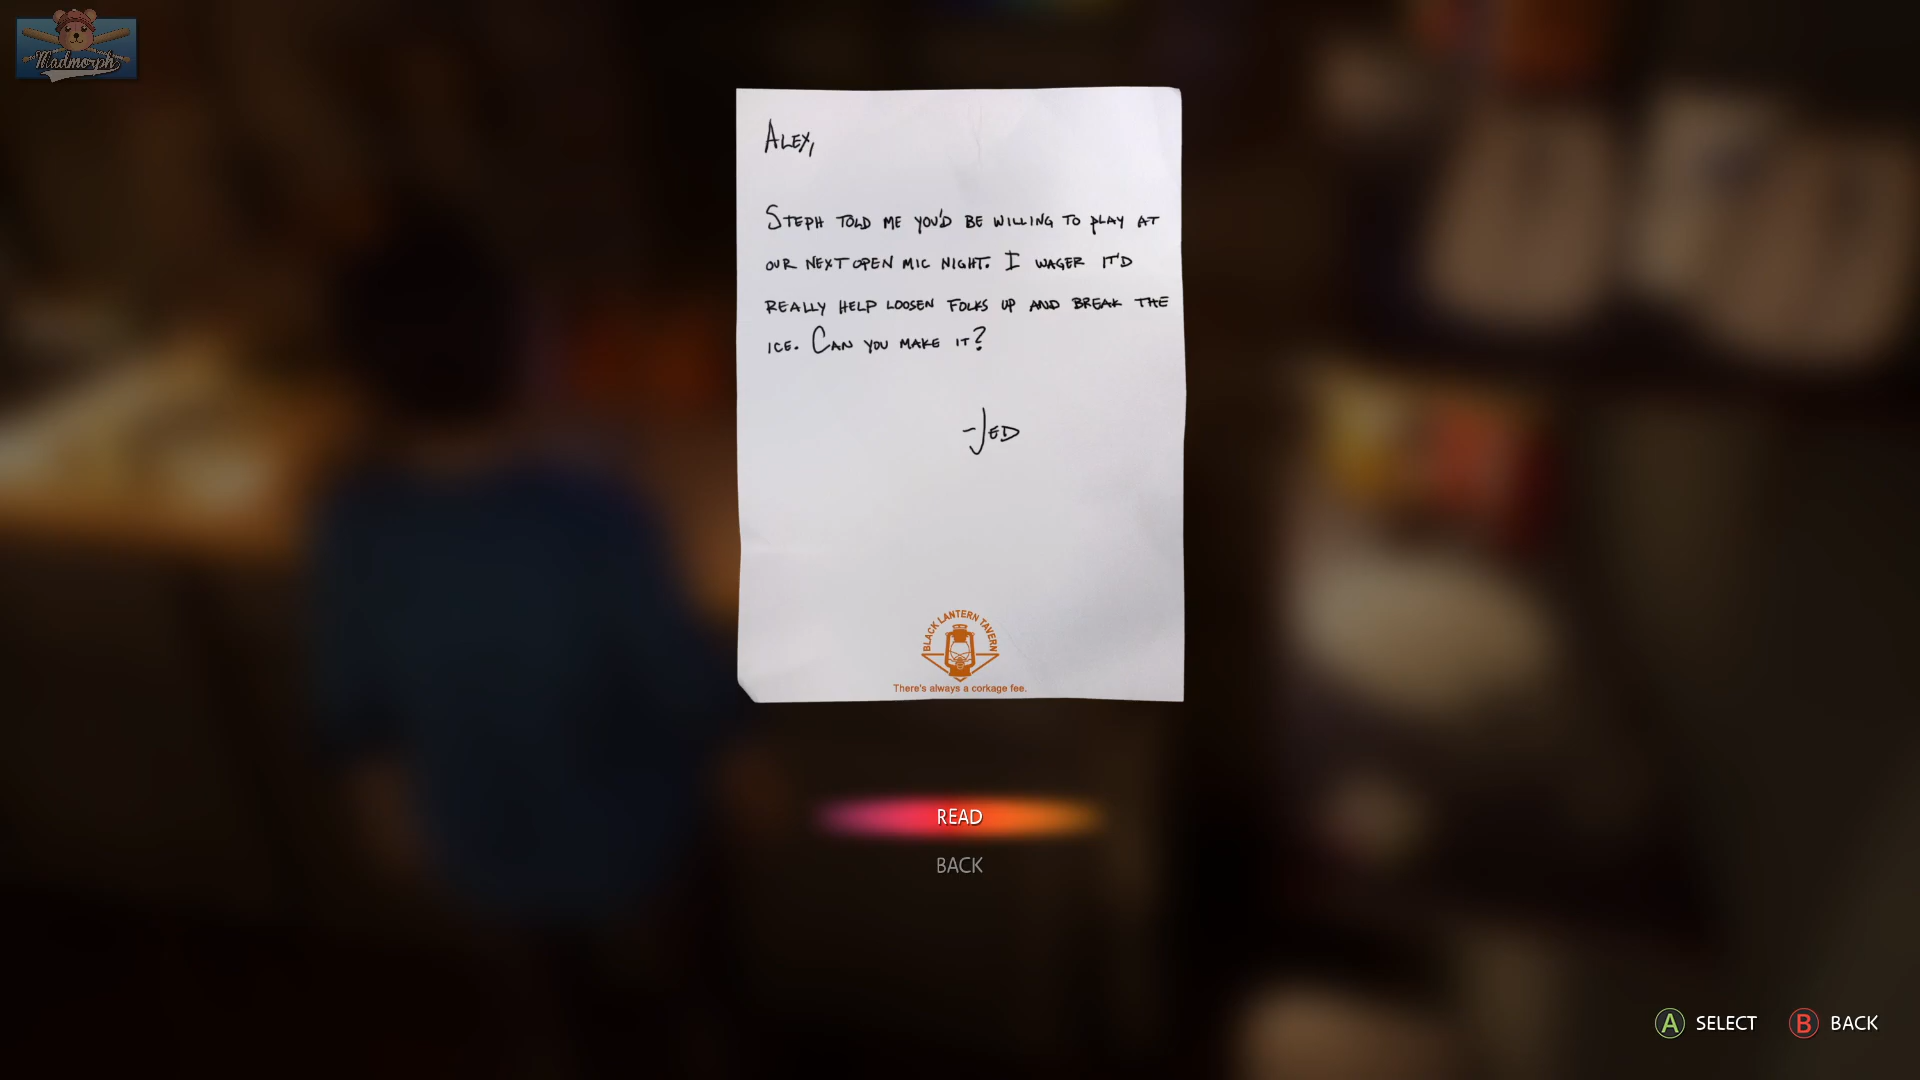 Madmorph
ALEX,
STEPH TOLD ME YOU'D BE WILLING TO PLAY AT
OUR NEXT OPEN MIC NIGHT. I WAGER IT'D
REALLY HELP LOOSEN FOLKS UP AND BREAK THE
ICE. CAN YOU MAKE IT?
-JED
BLACK LANTERN TAVERN
There's always a corkage fee.
READ
BACK
A SELECT B BACK